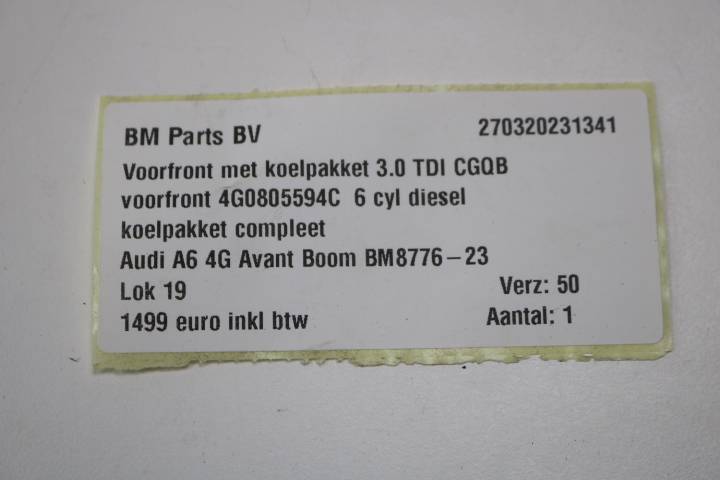 BM Parts BV 270320231341
Voorfront met koelpakket 3.0 TDI CGQB
voorfront 4G0805594C 6 cyl diesel
koelpakket compleet
Audi A6 4G Avant Boom BM8776-23
Lok 19 Verz: 50
1499 euro inkl btw Aantal: 1